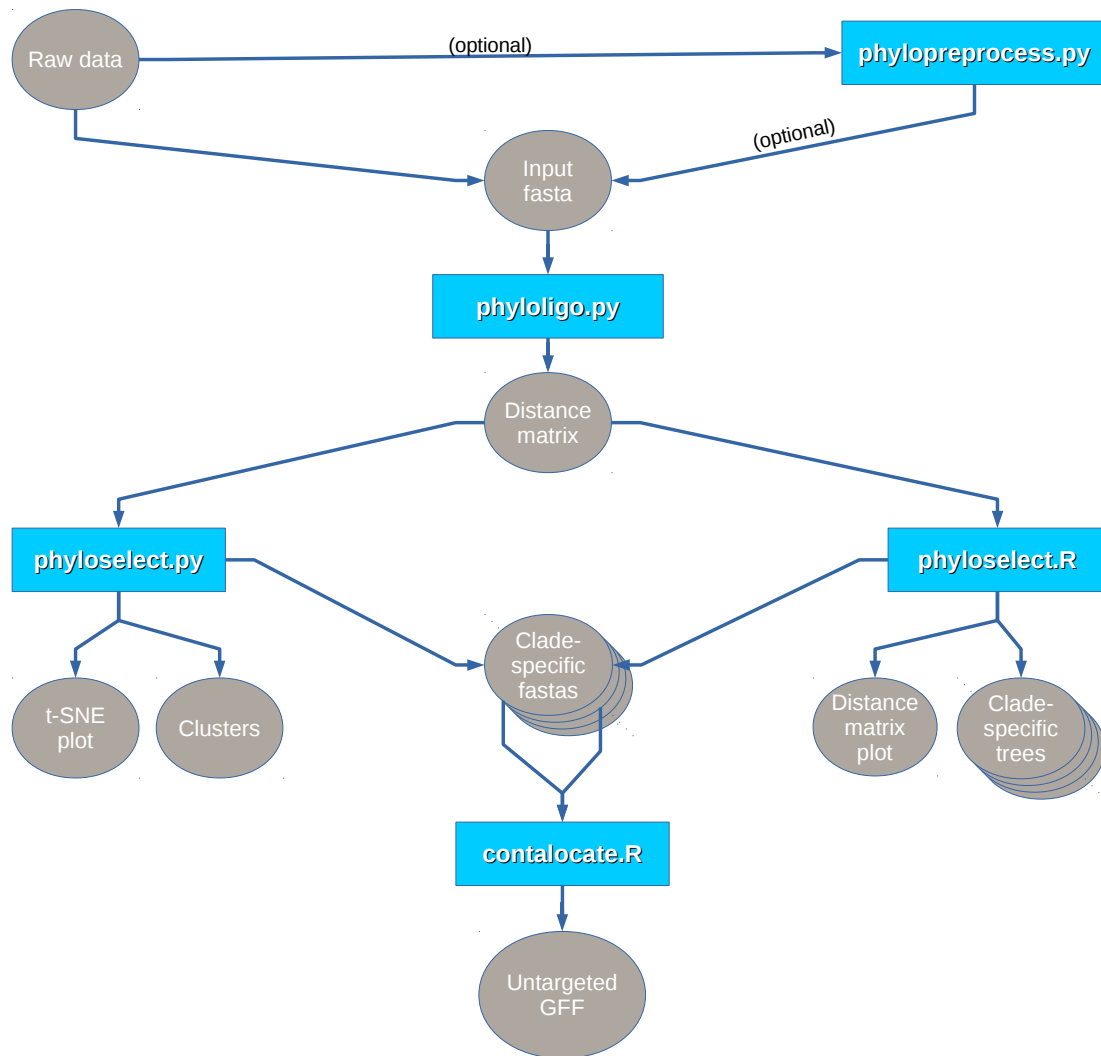 Raw data
(optional)
phylopreprocess.py
(optional)
Input
fasta
phyloligo.py
Distance
matrix
phyloselect.py
phyloselect.R
Clade-
specific
fastas
t-SNE
plot
Clusters
Distance
matrix
plot
Clade-
specific
trees
contalocate.R
Untargeted
GFF